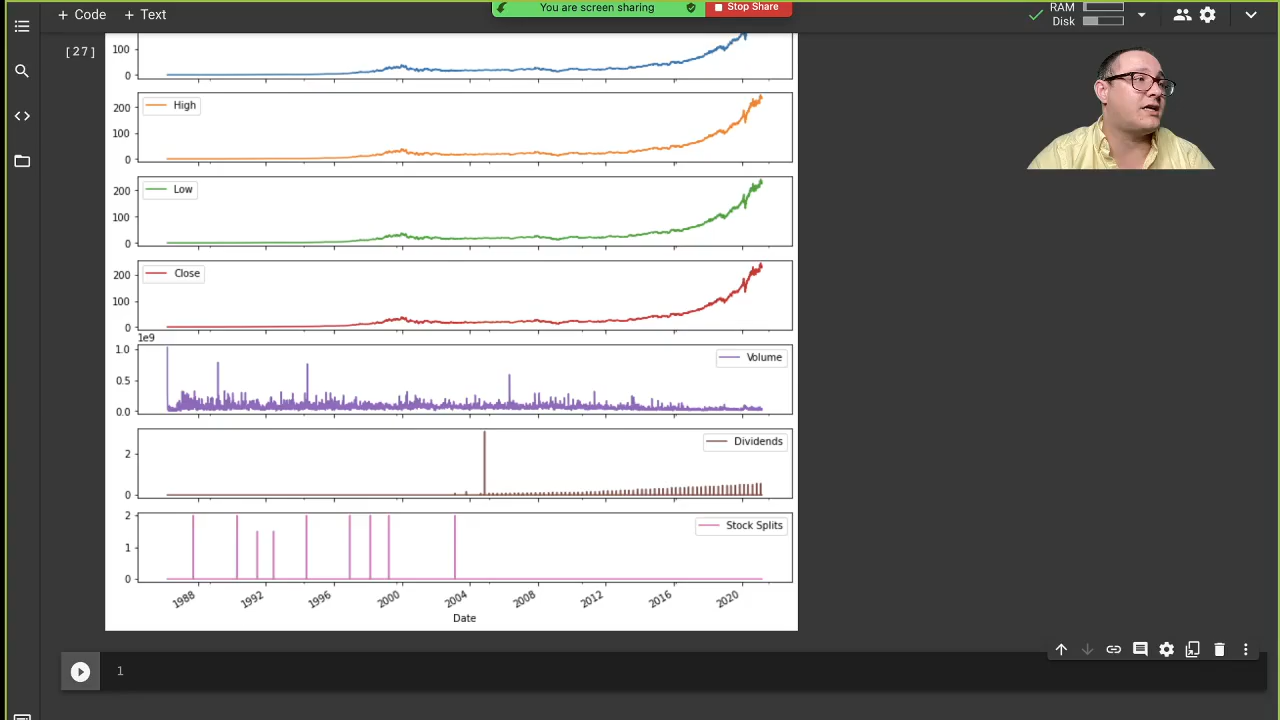 + Code + Text
You are screen sharing
Stop Share
RAM
Disk
[27]
100
0
200
100
0
High
200
100
0
Low
200
100
0
Close
1e9
1.0
0.5
0.0
Volume
2
0
Dividends
2
1
0
Stock Splits
1988 1992 1996 2000 2004 2008 2012 2016 2020
Date
1